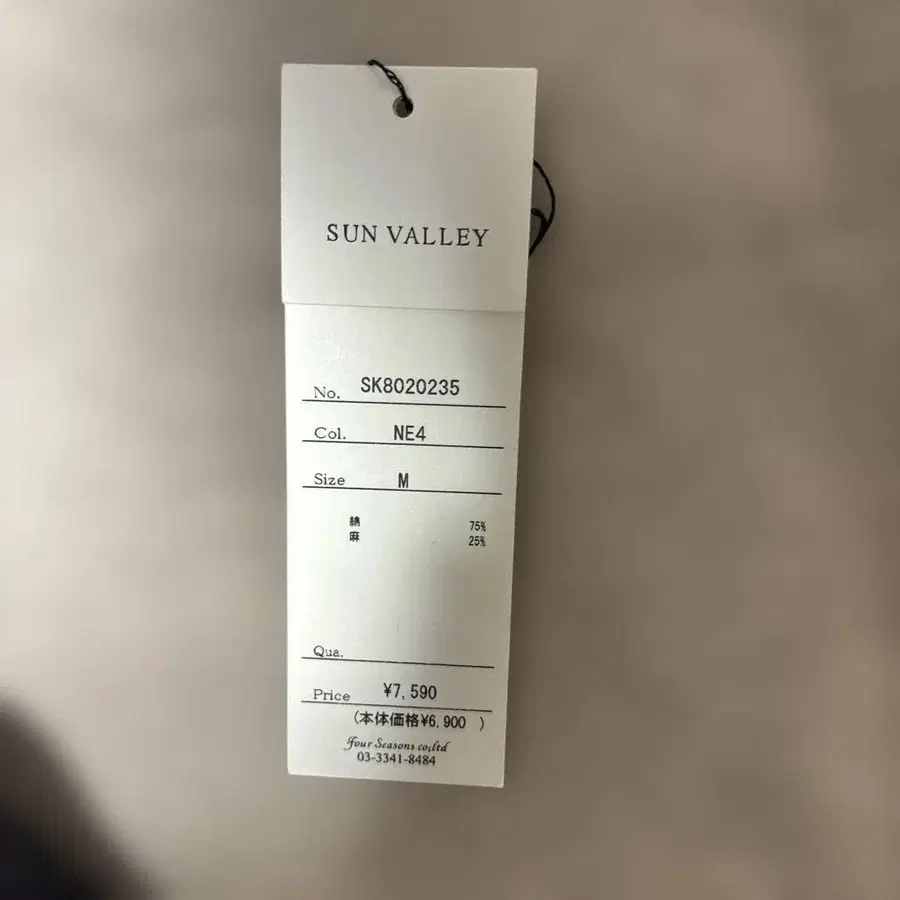 SUN VALLEY
No. SK8020235
Col. NE4
Size M
綿 75%
麻 25%
Qua.
Price ¥7,590
(本体価格¥6,900 )
Four Seasons co,ltd
03-3341-8484